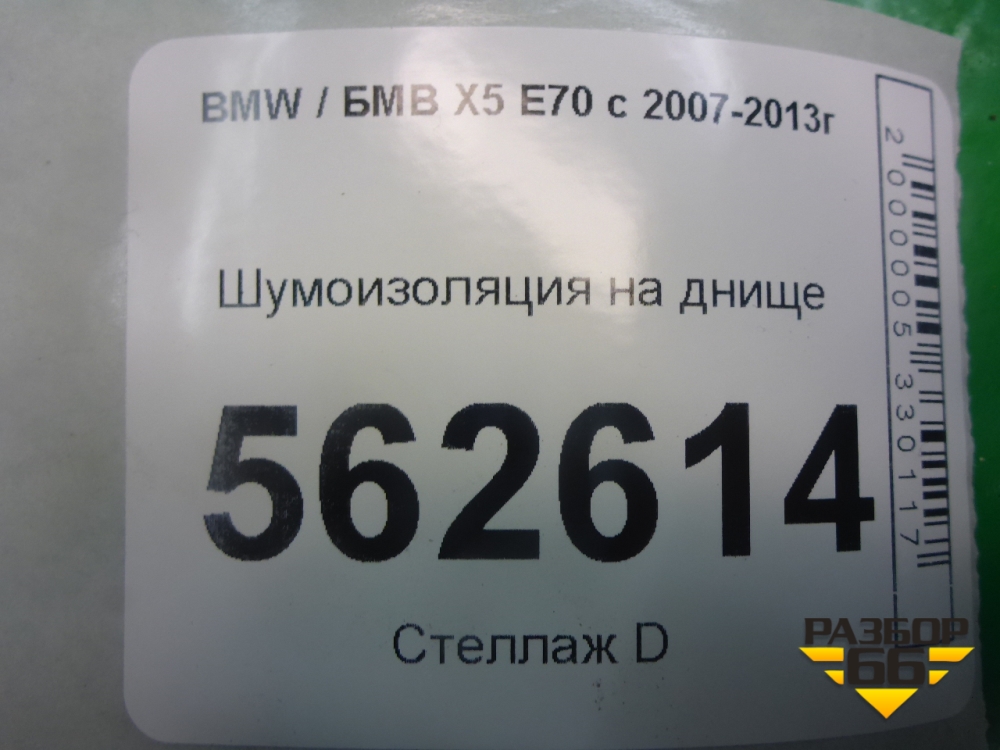 BMW / БМВ X5 E70 с 2007-2013г
Шумоизоляция на днище
562614
Стеллаж D
2000005330117
РАЗБОР
66